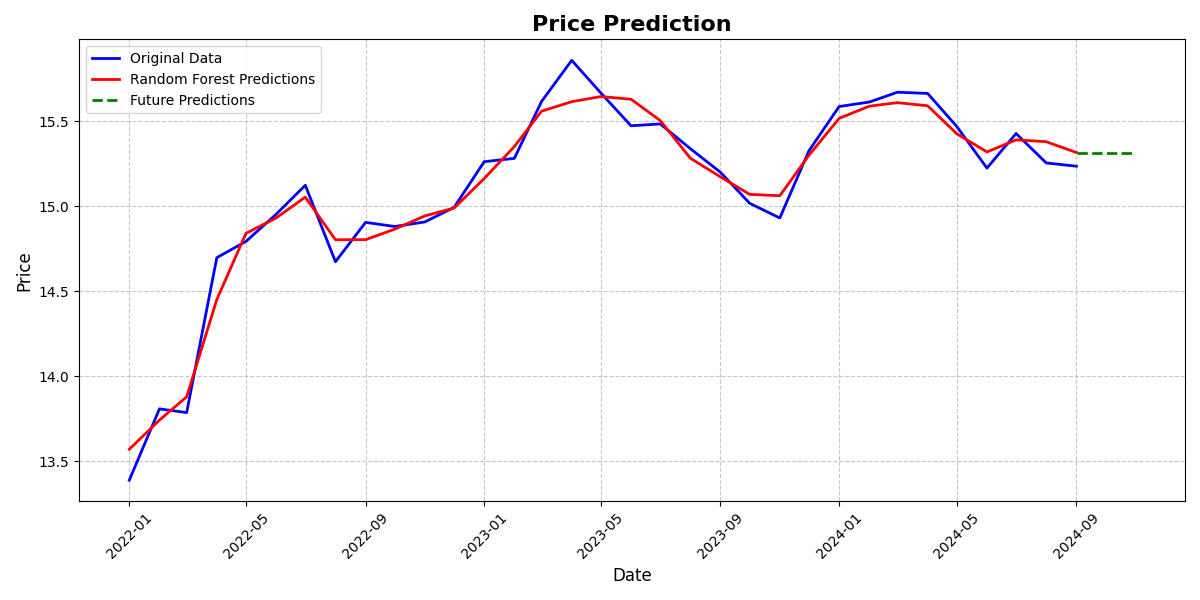 Price Prediction
Original Data
Random Forest Predictions
Future Predictions
Price
15.5
15.0
14.5
14.0
13.5
2022-01
2022-05
2022-09
2023-01
2023-05
2023-09
2024-01
2024-05
2024-09
Date